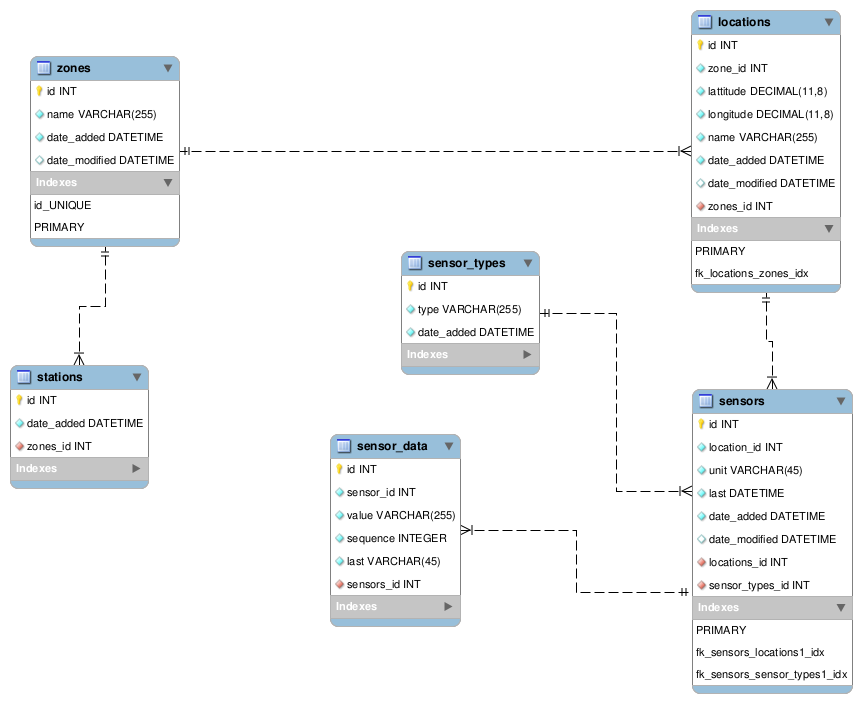 zones
id INT
name VARCHAR(255)
date_added DATETIME
date_modified DATETIME
Indexes
id_UNIQUE
PRIMARY
locations
id INT
zone_id INT
lattitude DECIMAL(11,8)
longitude DECIMAL(11,8)
name VARCHAR(255)
date_added DATETIME
date_modified DATETIME
zones_id INT
Indexes
PRIMARY
fk_locations_zones_idx
sensor_types
id INT
type VARCHAR(255)
date_added DATETIME
Indexes
stations
id INT
date_added DATETIME
zones_id INT
Indexes
sensor_data
id INT
sensor_id INT
value VARCHAR(255)
sequence INTEGER
last VARCHAR(45)
sensors_id INT
Indexes
sensors
id INT
location_id INT
unit VARCHAR(45)
last DATETIME
date_added DATETIME
date_modified DATETIME
locations_id INT
sensor_types_id INT
Indexes
PRIMARY
fk_sensors_locations1_idx
fk_sensors_sensor_types1_idx